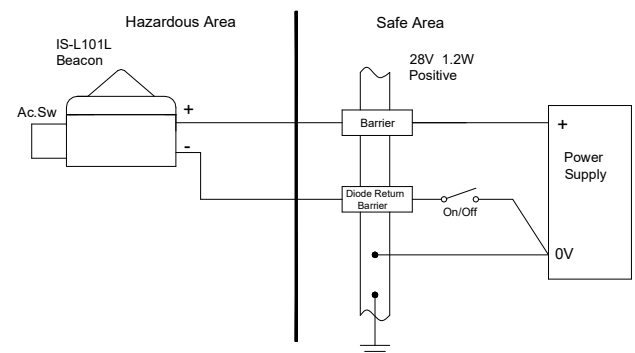 Hazardous Area
Safe Area
IS-L101L
Beacon
28V 1.2W
Positive
Ac.Sw
+
-
Barrier
+
Power
Supply
Diode Return
Barrier
On/Off
0V